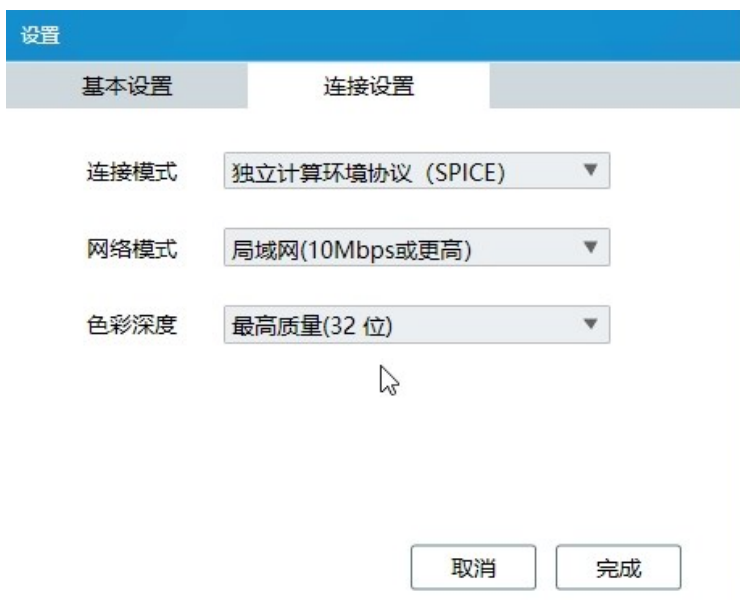 设置
基本设置 连接设置
连接模式 独立计算环境协议（SPICE）
网络模式 局域网(10Mbps或更高)
色彩深度 最高质量(32 位)
取消 完成